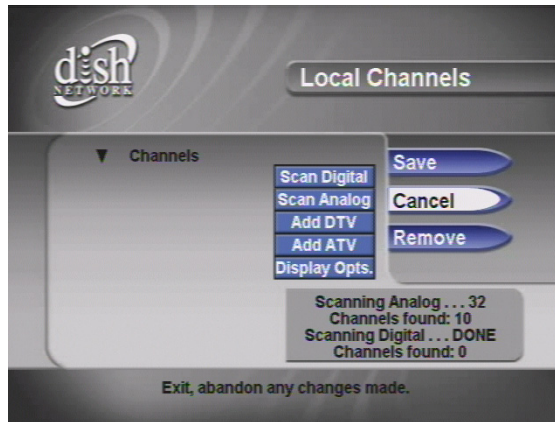 dish
NETWORK
Local Channels
Channels
Scan Digital
Scan Analog
Add DTV
Add ATV
Display Opts.
Save
Cancel
Remove
Scanning Analog . . . 32
Channels found: 10
Scanning Digital . . . DONE
Channels found: 0
Exit, abandon any changes made.